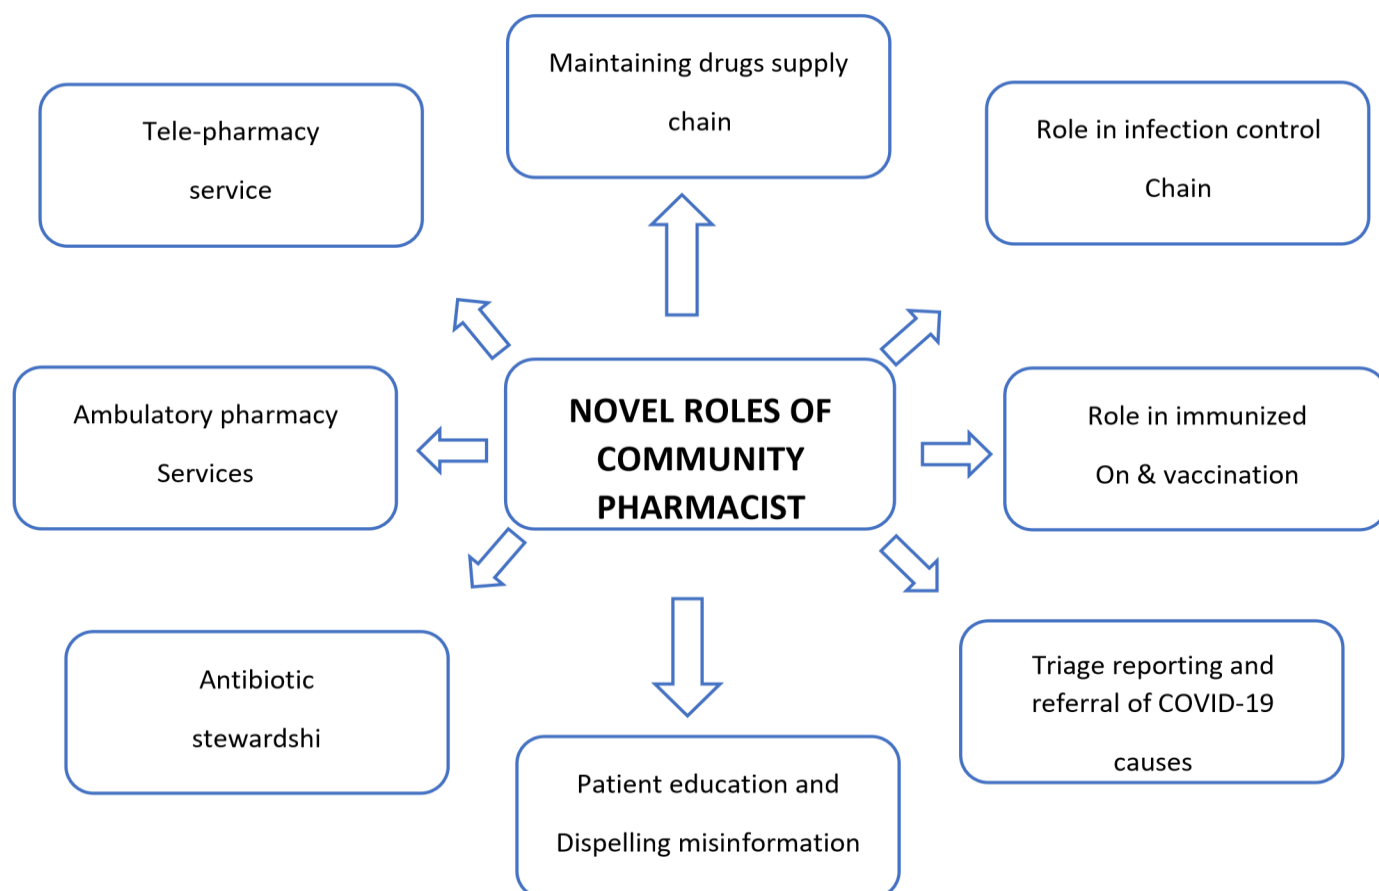 Maintaining drugs supply
chain
Tele-pharmacy
service
Role in infection control
Chain
NOVEL ROLES OF
COMMUNITY
PHARMACIST
Ambulatory pharmacy
Services
Role in immunized
On & vaccination
Antibiotic
stewardshi
Triage reporting and
referral of COVID-19
causes
Patient education and
Dispelling misinformation